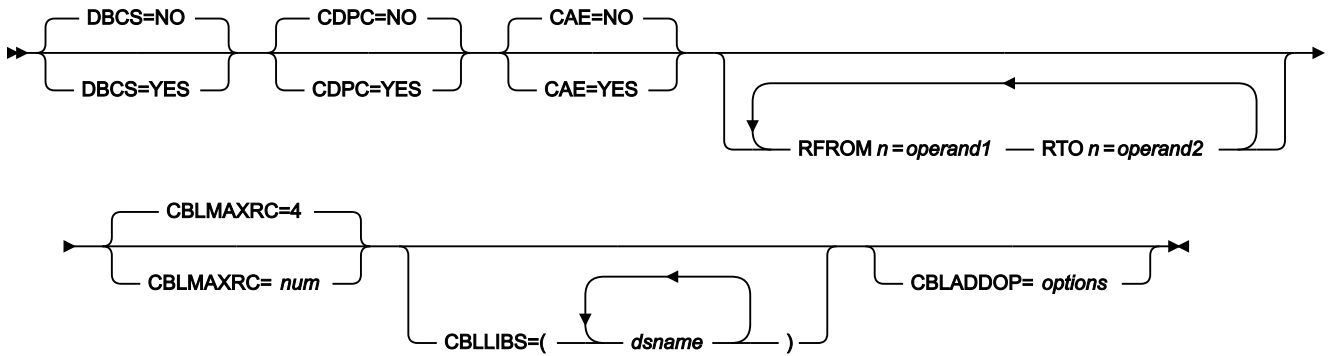 DBCS=NO CDPC=NO CAE=NO
DBCS=YES CDPC=YES CAE=YES
RFROM n=operand1 RTO n=operand2
CBLMAXRC=4
CBLMAXRC= num CBLADDOP= options
CBLLIBS=( dsname )